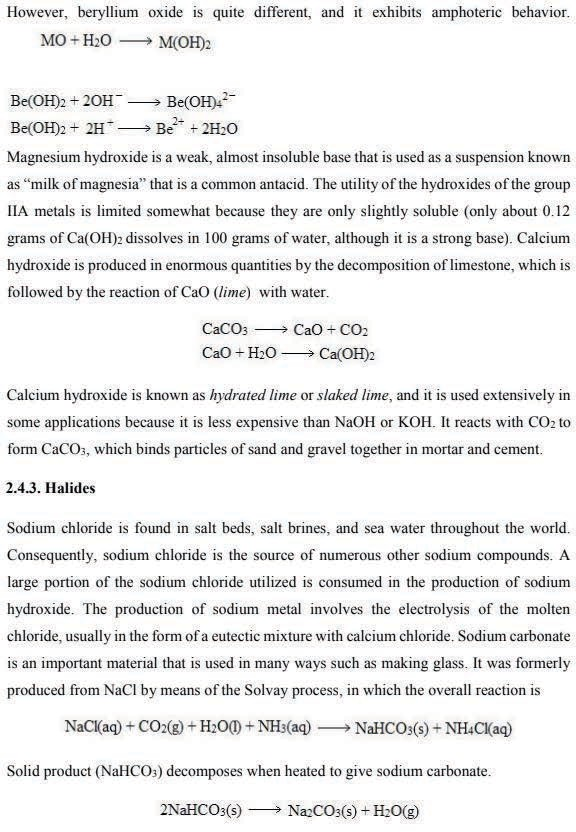 However, beryllium oxide is quite different, and it exhibits amphoteric behavior.
MO + H2O ⟶ M(OH)2
Be(OH)2 + 2OH⁻ ⟶ Be(OH)4²⁻
Be(OH)2 + 2H⁺ ⟶ Be²⁺ + 2H2O
Magnesium hydroxide is a weak, almost insoluble base that is used as a suspension known
as “milk of magnesia” that is a common antacid. The utility of the hydroxides of the group
IIA metals is limited somewhat because they are only slightly soluble (only about 0.12
grams of Ca(OH)2 dissolves in 100 grams of water, although it is a strong base). Calcium
hydroxide is produced in enormous quantities by the decomposition of limestone, which is
followed by the reaction of CaO (lime) with water.
CaCO3 ⟶ CaO + CO2
CaO + H2O ⟶ Ca(OH)2
Calcium hydroxide is known as hydrated lime or slaked lime, and it is used extensively in
some applications because it is less expensive than NaOH or KOH. It reacts with CO2 to
form CaCO3, which binds particles of sand and gravel together in mortar and cement.
2.4.3. Halides
Sodium chloride is found in salt beds, salt brines, and sea water throughout the world.
Consequently, sodium chloride is the source of numerous other sodium compounds. A
large portion of the sodium chloride utilized is consumed in the production of sodium
hydroxide. The production of sodium metal involves the electrolysis of the molten
chloride, usually in the form of a eutectic mixture with calcium chloride. Sodium carbonate
is an important material that is used in many ways such as making glass. It was formerly
produced from NaCl by means of the Solvay process, in which the overall reaction is
NaCl(aq) + CO2(g) + H2O(l) + NH3(aq) ⟶ NaHCO3(s) + NH4Cl(aq)
Solid product (NaHCO3) decomposes when heated to give sodium carbonate.
2NaHCO3(s) ⟶ Na2CO3(s) + H2O(g)